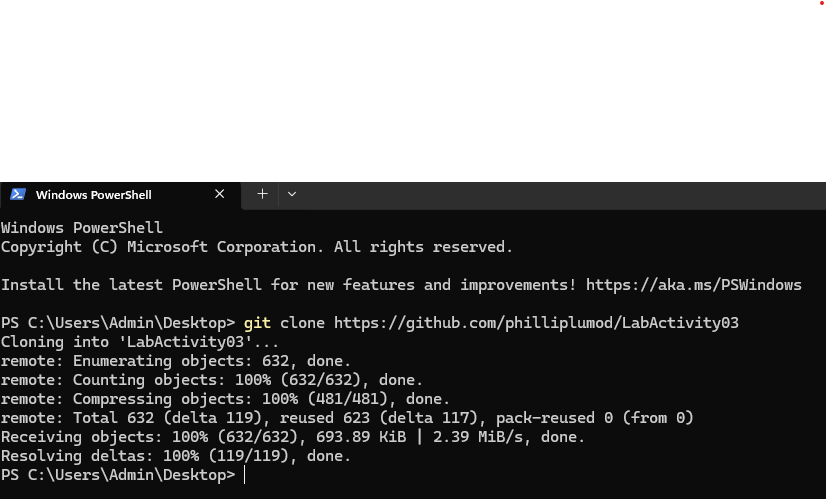 Windows PowerShell
Windows PowerShell
Copyright (C) Microsoft Corporation. All rights reserved.
Install the latest PowerShell for new features and improvements! https://aka.ms/PSWindows
PS C:\Users\Admin\Desktop> git clone https://github.com/philliplumod/LabActivity03
Cloning into 'LabActivity03'...
remote: Enumerating objects: 632, done.
remote: Counting objects: 100% (632/632), done.
remote: Compressing objects: 100% (481/481), done.
remote: Total 632 (delta 119), reused 623 (delta 117), pack-reused 0 (from 0)
Receiving objects: 100% (632/632), 693.89 KiB | 2.39 MiB/s, done.
Resolving deltas: 100% (119/119), done.
PS C:\Users\Admin\Desktop>